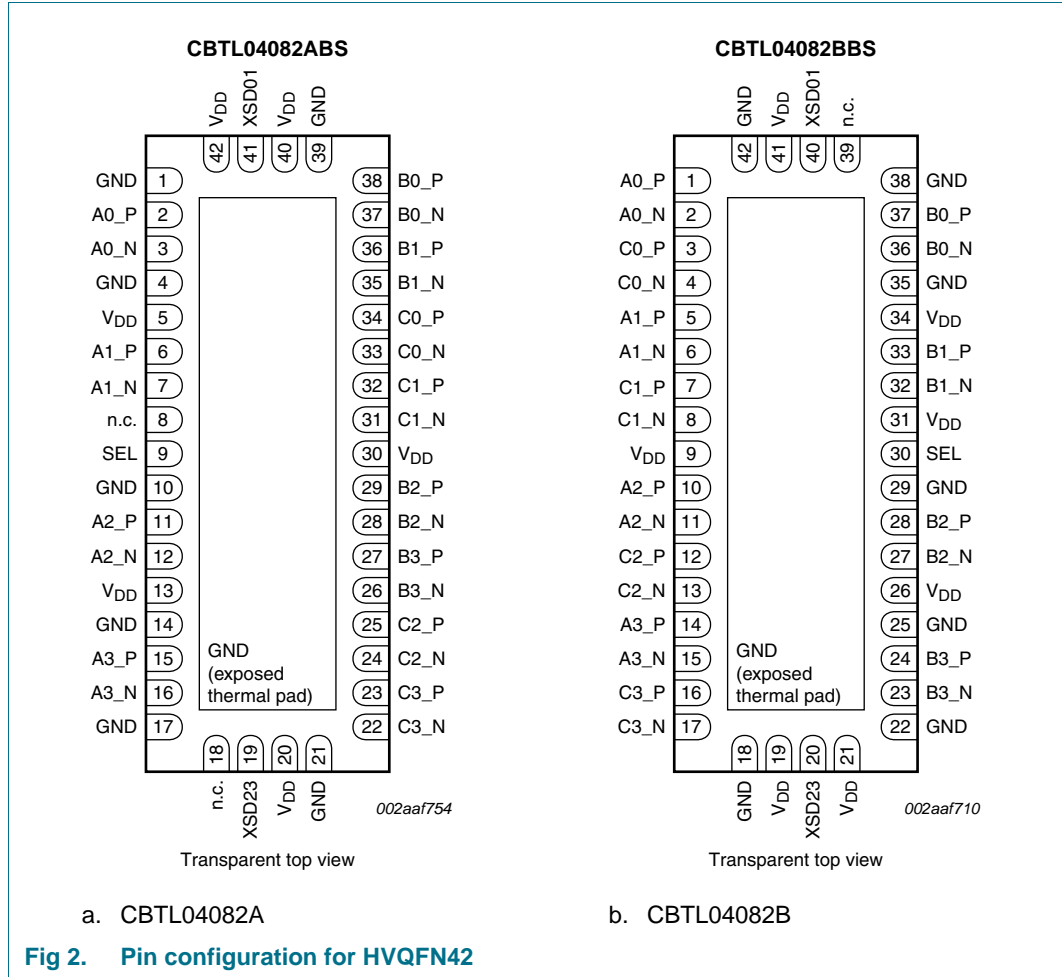 CBTL04082ABS
VDD XSD01 VDD GND
42 41 40 39
GND 1 38 B0_P
A0_P 2 37 B0_N
A0_N 3 36 B1_P
GND 4 35 B1_N
VDD 5 34 C0_P
A1_P 6 33 C0_N
A1_N 7 32 C1_P
n.c. 8 31 C1_N
SEL 9 30 VDD
GND 10 29 B2_P
A2_P 11 28 B2_N
A2_N 12 27 B3_P
VDD 13 26 B3_N
GND 14 25 C2_P
A3_P 15 24 C2_N
A3_N 16 23 C3_P
GND 17 22 C3_N
GND
(exposed
thermal pad)
18 19 20 21
n.c. XSD23 VDD GND
002aaf754
Transparent top view
a. CBTL04082A
CBTL04082BBS
GND VDD XSD01 n.c.
42 41 40 39
A0_P 1 38 GND
A0_N 2 37 B0_P
C0_P 3 36 B0_N
C0_N 4 35 GND
A1_P 5 34 VDD
A1_N 6 33 B1_P
C1_P 7 32 B1_N
C1_N 8 31 VDD
VDD 9 30 SEL
A2_P 10 29 GND
A2_N 11 28 B2_P
C2_P 12 27 B2_N
C2_N 13 26 VDD
A3_P 14 25 GND
A3_N 15 24 B3_P
C3_P 16 23 B3_N
C3_N 17 22 GND
GND
(exposed
thermal pad)
18 19 20 21
GND VDD XSD23 VDD
002aaf710
Transparent top view
b. CBTL04082B
Fig 2. Pin configuration for HVQFN42